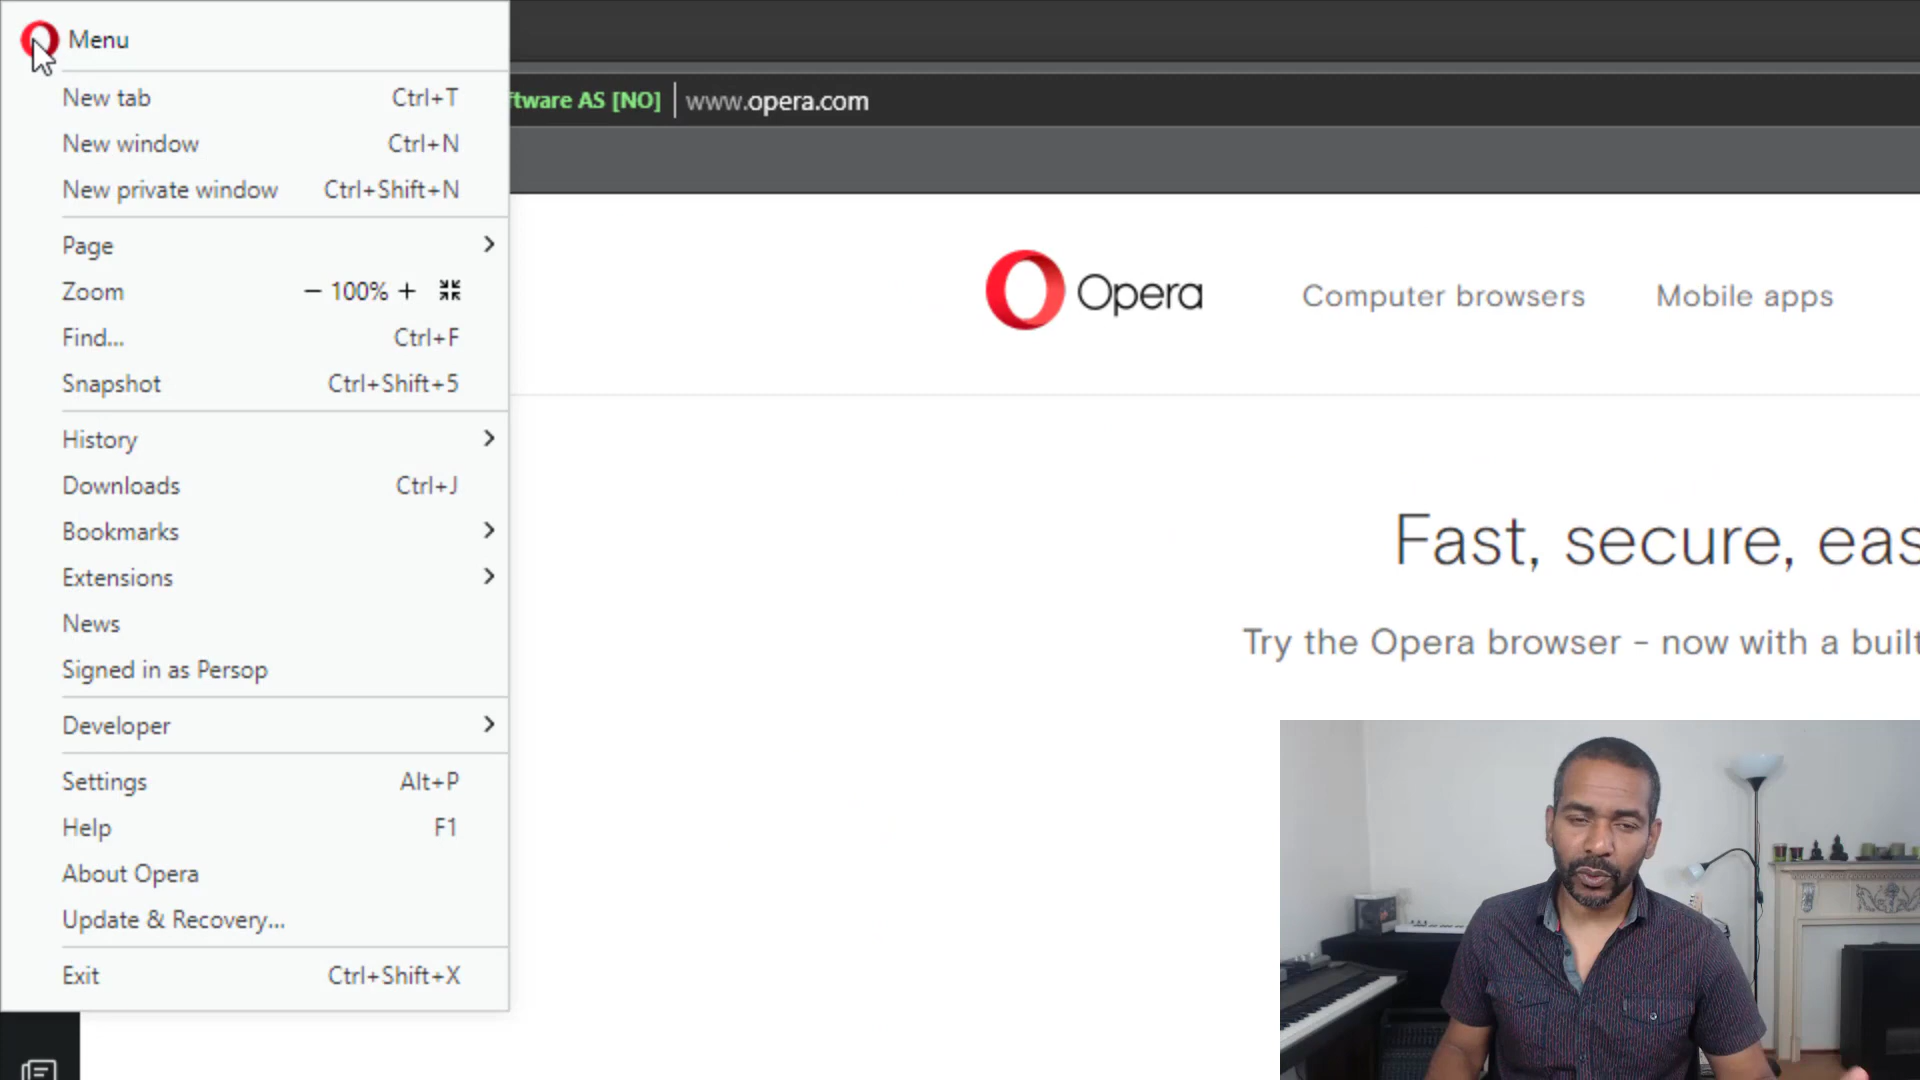 Menu
New tab Ctrl+T
New window Ctrl+N
New private window Ctrl+Shift+N
Page
Zoom − 100% +
Find... Ctrl+F
Snapshot Ctrl+Shift+5
History
Downloads Ctrl+J
Bookmarks
Extensions
News
Signed in as Persop
Developer
Settings Alt+P
Help F1
About Opera
Update & Recovery...
Exit Ctrl+Shift+X
ftware AS [NO] www.opera.com
Opera Computer browsers Mobile apps
Fast, secure, eas
Try the Opera browser – now with a built